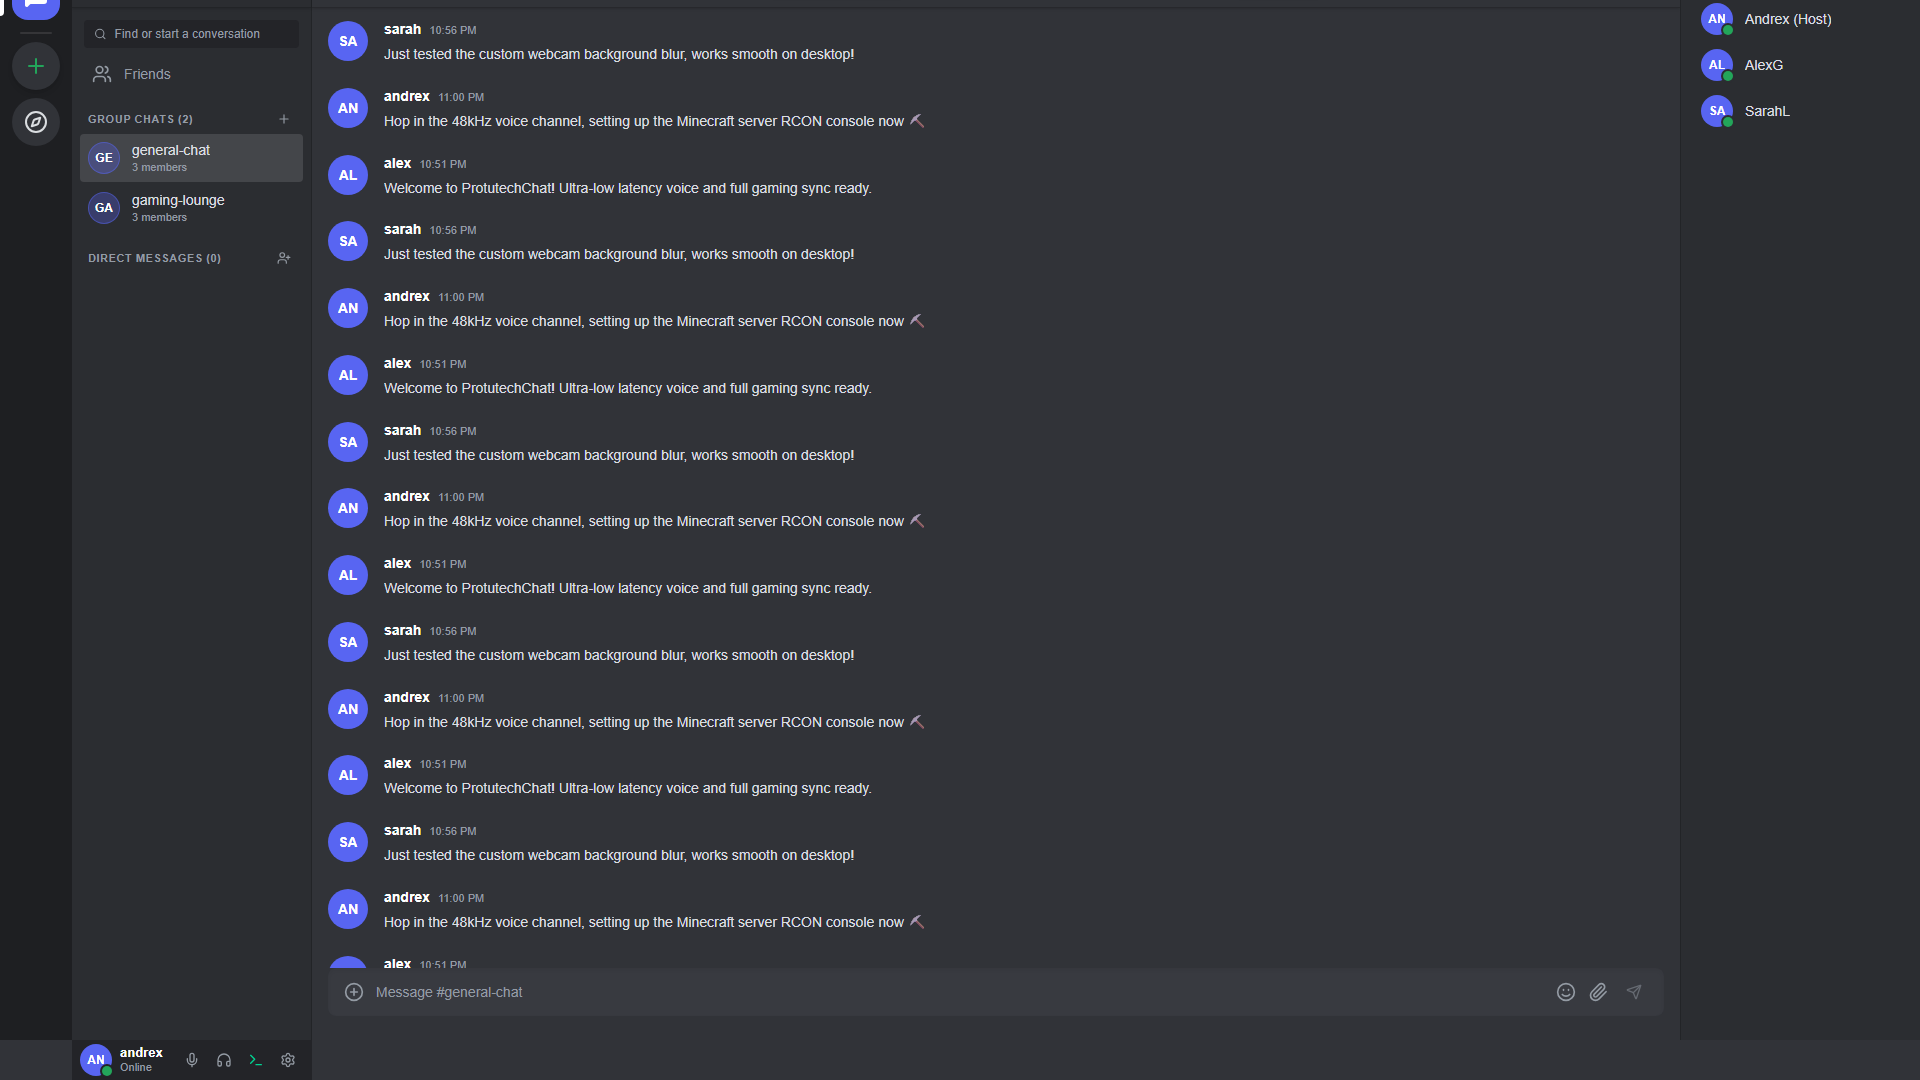 Find or start a conversation
Friends
GROUP CHATS (2)
GE
general-chat
3 members
GA
gaming-lounge
3 members
DIRECT MESSAGES (0)
AN
andrex
Online
SA
sarah 10:56 PM
Just tested the custom webcam background blur, works smooth on desktop!
AN
andrex 11:00 PM
Hop in the 48kHz voice channel, setting up the Minecraft server RCON console now ⛏️
AL
alex 10:51 PM
Welcome to ProtutechChat! Ultra-low latency voice and full gaming sync ready.
SA
sarah 10:56 PM
Just tested the custom webcam background blur, works smooth on desktop!
AN
andrex 11:00 PM
Hop in the 48kHz voice channel, setting up the Minecraft server RCON console now ⛏️
AL
alex 10:51 PM
Welcome to ProtutechChat! Ultra-low latency voice and full gaming sync ready.
SA
sarah 10:56 PM
Just tested the custom webcam background blur, works smooth on desktop!
AN
andrex 11:00 PM
Hop in the 48kHz voice channel, setting up the Minecraft server RCON console now ⛏️
AL
alex 10:51 PM
Welcome to ProtutechChat! Ultra-low latency voice and full gaming sync ready.
SA
sarah 10:56 PM
Just tested the custom webcam background blur, works smooth on desktop!
AN
andrex 11:00 PM
Hop in the 48kHz voice channel, setting up the Minecraft server RCON console now ⛏️
AL
alex 10:51 PM
Welcome to ProtutechChat! Ultra-low latency voice and full gaming sync ready.
SA
sarah 10:56 PM
Just tested the custom webcam background blur, works smooth on desktop!
AN
andrex 11:00 PM
Hop in the 48kHz voice channel, setting up the Minecraft server RCON console now ⛏️
alex 10:51 PM
Message #general-chat
AN
Andrex (Host)
AL
AlexG
SA
SarahL